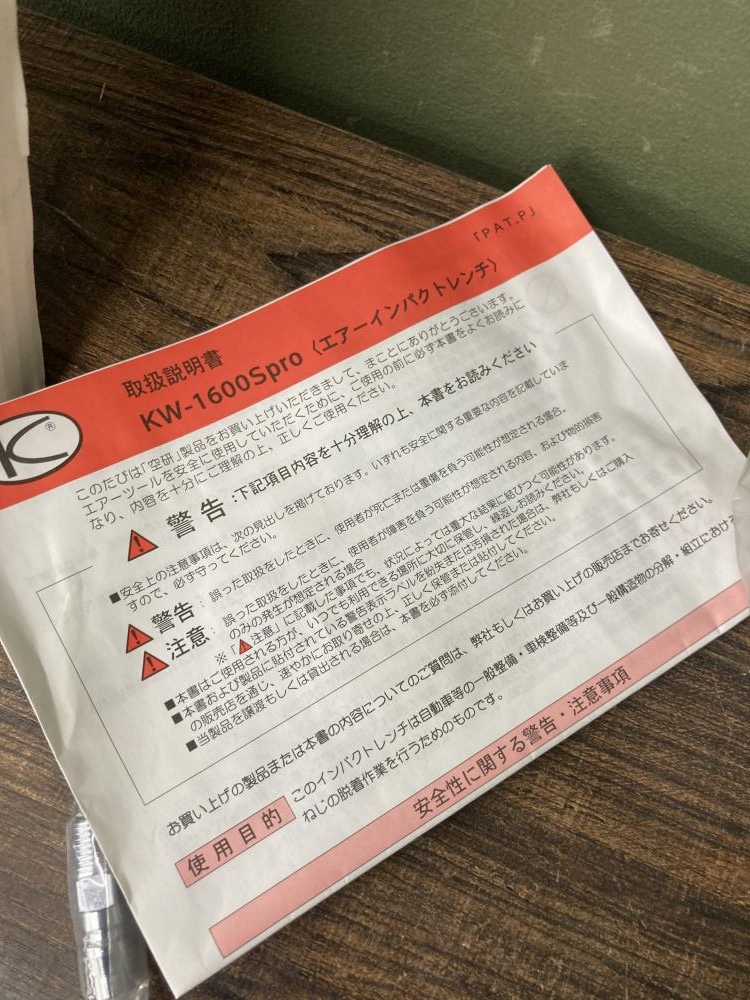 「PAT.P」
取扱説明書
KW-1600Spro〈エアーインパクトレンチ〉
K®
このたびは「空研」製品をお買い上げいただきまして、まことにありがとうございます。
エアーツールを安全に使用していただくために、ご使用の前に必ず本書をよくお読みに
なり、内容を十分にご理解の上、正しくご使用ください。
警告:下記項目内容を十分理解の上、本書をお読みください
■安全上の注意事項は、次の見出しを掲げております。いずれも安全に関する重要な内容を記載していま
すので、必ず守ってください。
警告:誤った取扱をしたときに、使用者が死亡または重傷を負う可能性が想定される場合。
注意:誤った取扱をしたときに、使用者が障害を負う可能性が想定される内容、および物的損害
のみの発生が想定される場合
※「注意」に記載した事項でも、状況によっては重大な結果に結びつく可能性があります。
■本書はご使用される方が、いつでも利用できる場所に大切に保管し、繰返しお読みください。
■本書および製品に貼付されている警告表示ラベルを紛失または汚損された場合は、弊社もしくはご購入
の販売店を通じ、速やかにお取り寄せの上、正しく保管または貼付してください。
■当製品を譲渡もしくは貸出される場合は、本書を必ず添付してください。
お買い上げの製品または本書の内容についてのご質問は、弊社もしくはお買い上げの販売店までお寄せください。
使用目的
このインパクトレンチは自動車等の一般整備・車検整備等及び一般構造物の分解・組立におけ
ねじの脱着作業を行うためのものです。
安全性に関する警告・注意事項